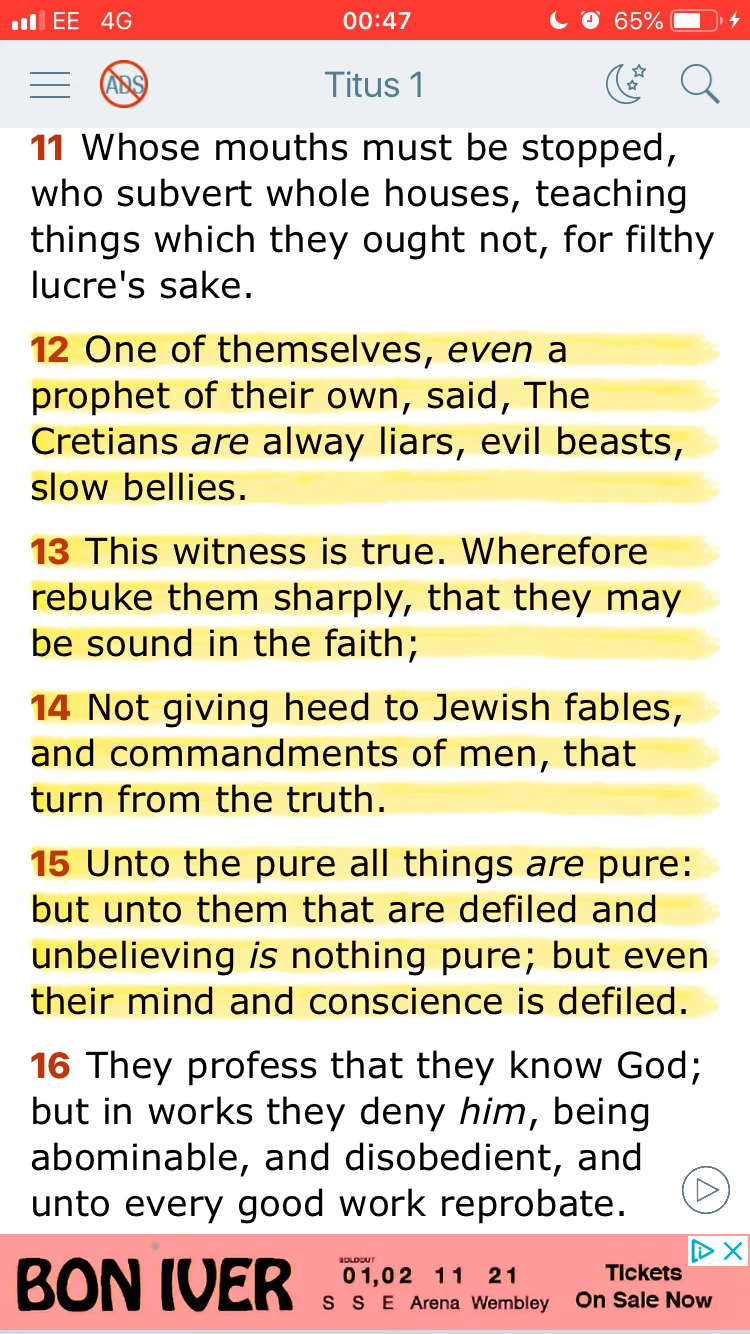 EE 4G 00:47 65%
ADS Titus 1
11 Whose mouths must be stopped,
who subvert whole houses, teaching
things which they ought not, for filthy
lucre's sake.
12 One of themselves, even a
prophet of their own, said, The
Cretians are alway liars, evil beasts,
slow bellies.
13 This witness is true. Wherefore
rebuke them sharply, that they may
be sound in the faith;
14 Not giving heed to Jewish fables,
and commandments of men, that
turn from the truth.
15 Unto the pure all things are pure:
but unto them that are defiled and
unbelieving is nothing pure; but even
their mind and conscience is defiled.
16 They profess that they know God;
but in works they deny him, being
abominable, and disobedient, and
unto every good work reprobate.
BON IVER
SOLDOUT
01,02 11 21
S S E Arena Wembley
Tickets
On Sale Now